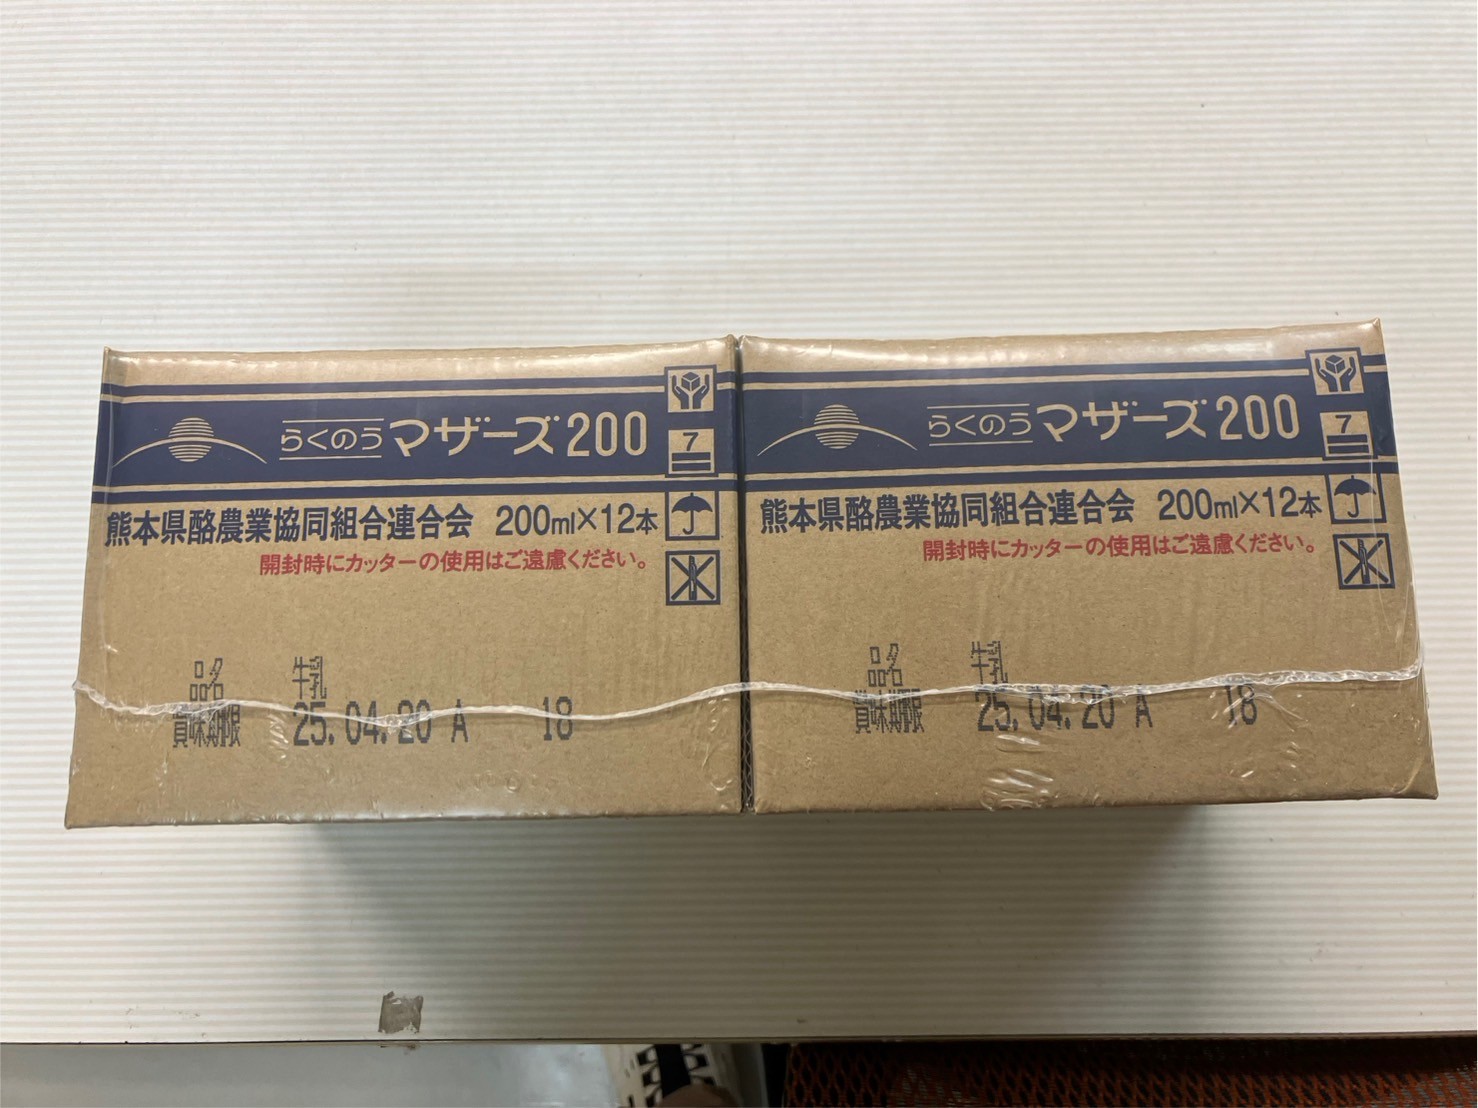 らくのうマザーズ200
7
熊本県酪農業協同組合連合会 200ml×12本
開封時にカッターの使用はご遠慮ください。
品名 牛乳
賞味期限 25.04.20 A 18
らくのうマザーズ200
7
熊本県酪農業協同組合連合会 200ml×12本
開封時にカッターの使用はご遠慮ください。
品名 牛乳
賞味期限 25.04.20 A 18